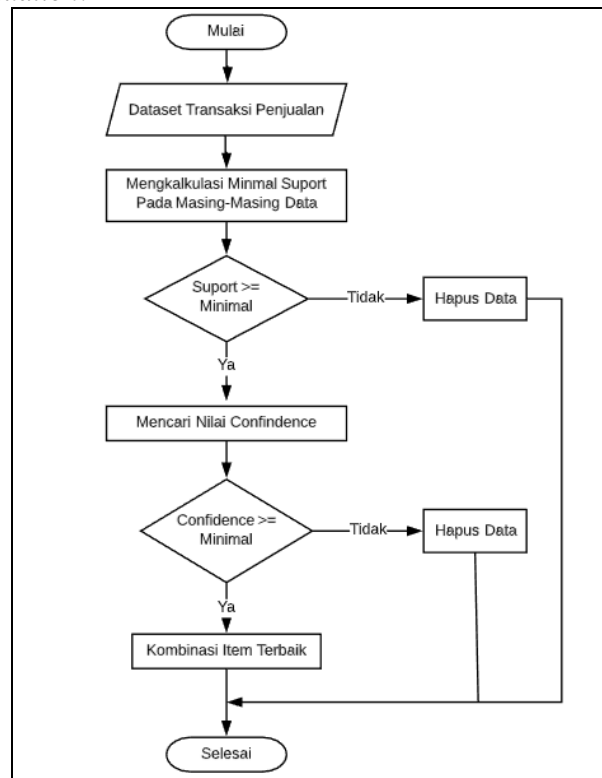 Mulai
Dataset Transaksi Penjualan
Mengkalkulasi Minmal Suport
Pada Masing-Masing Data
Suport >=
Minimal
Tidak
Hapus Data
Ya
Mencari Nilai Confindence
Confidence >=
Minimal
Tidak
Hapus Data
Ya
Kombinasi Item Terbaik
Selesai